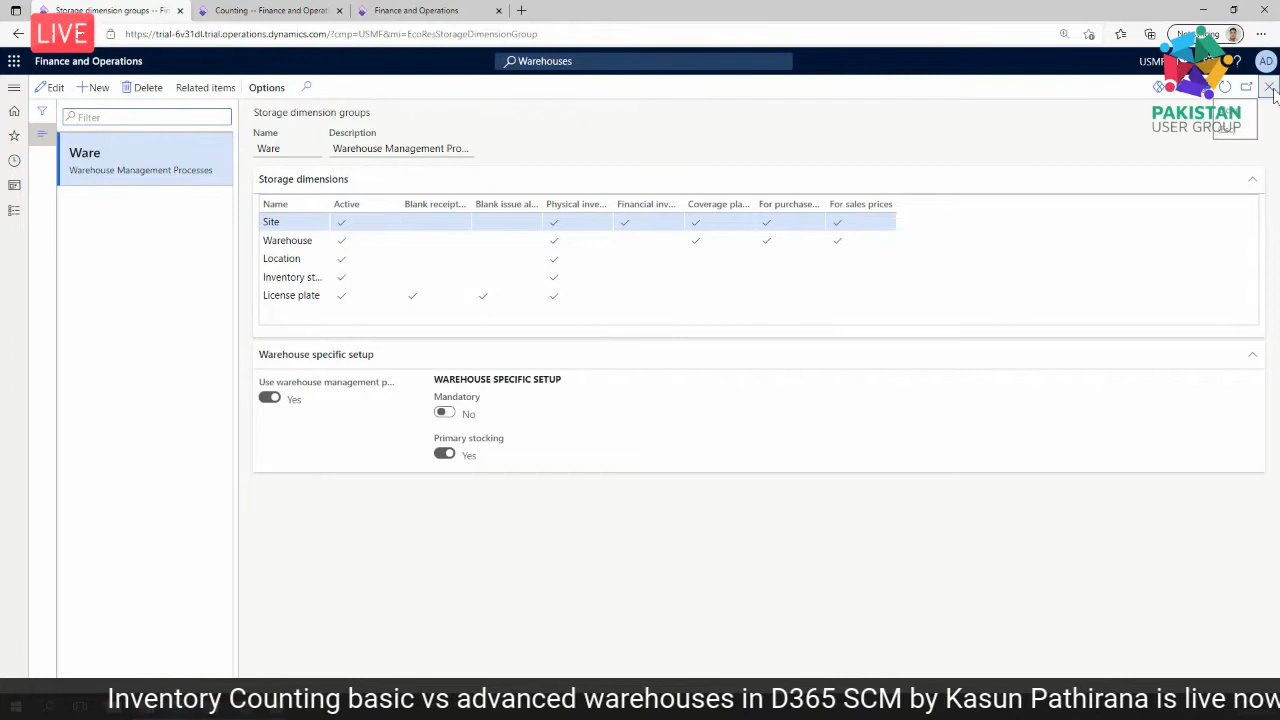 Storage dimension groups -- Fi
Counting -- Finance and Operati
Finance and Operations
LIVE
https://trial-6v31dl.trial.operations.dynamics.com/?cmp=USMF&mi=EcoResStorageDimensionGroup
Finance and Operations
Warehouses
USMF
?
AD
Edit
New
Delete
Related items
Options
PAKISTAN
USER GROUP
Filter
Ware
Warehouse Management Processes
Storage dimension groups
Name
Description
Ware
Warehouse Management Pro...
Storage dimensions
Name Active Blank receipt... Blank issue al... Physical inve... Financial inv... Coverage pla... For purchase... For sales prices
Site
Warehouse
Location
Inventory st...
License plate
Warehouse specific setup
Use warehouse management p...
Yes
WAREHOUSE SPECIFIC SETUP
Mandatory
No
Primary stocking
Yes
Inventory Counting basic vs advanced warehouses in D365 SCM by Kasun Pathirana is live now